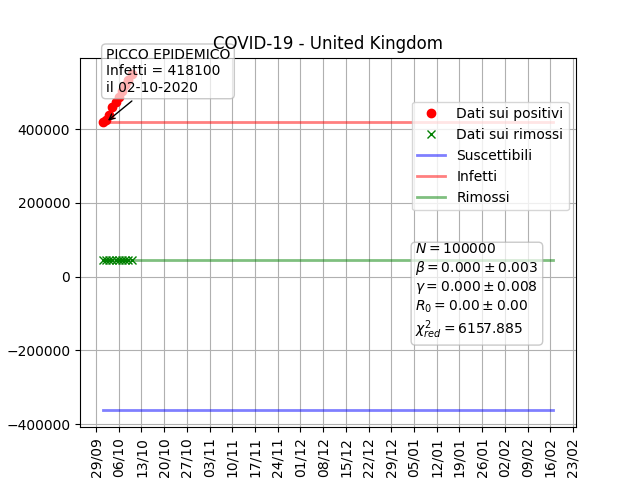 COVID-19 - United Kingdom
PICCO EPIDEMICO
Infetti = 418100
il 02-10-2020
400000
200000
0
−200000
−400000
Dati sui positivi
Dati sui rimossi
Suscettibili
Infetti
Rimossi
N = 100000
β = 0.000 ± 0.003
γ = 0.000 ± 0.008
R₀ = 0.00 ± 0.00
χ²_red = 6157.885
29/09
06/10
13/10
20/10
27/10
03/11
10/11
17/11
24/11
01/12
08/12
15/12
22/12
29/12
05/01
12/01
19/01
26/01
02/02
09/02
16/02
23/02